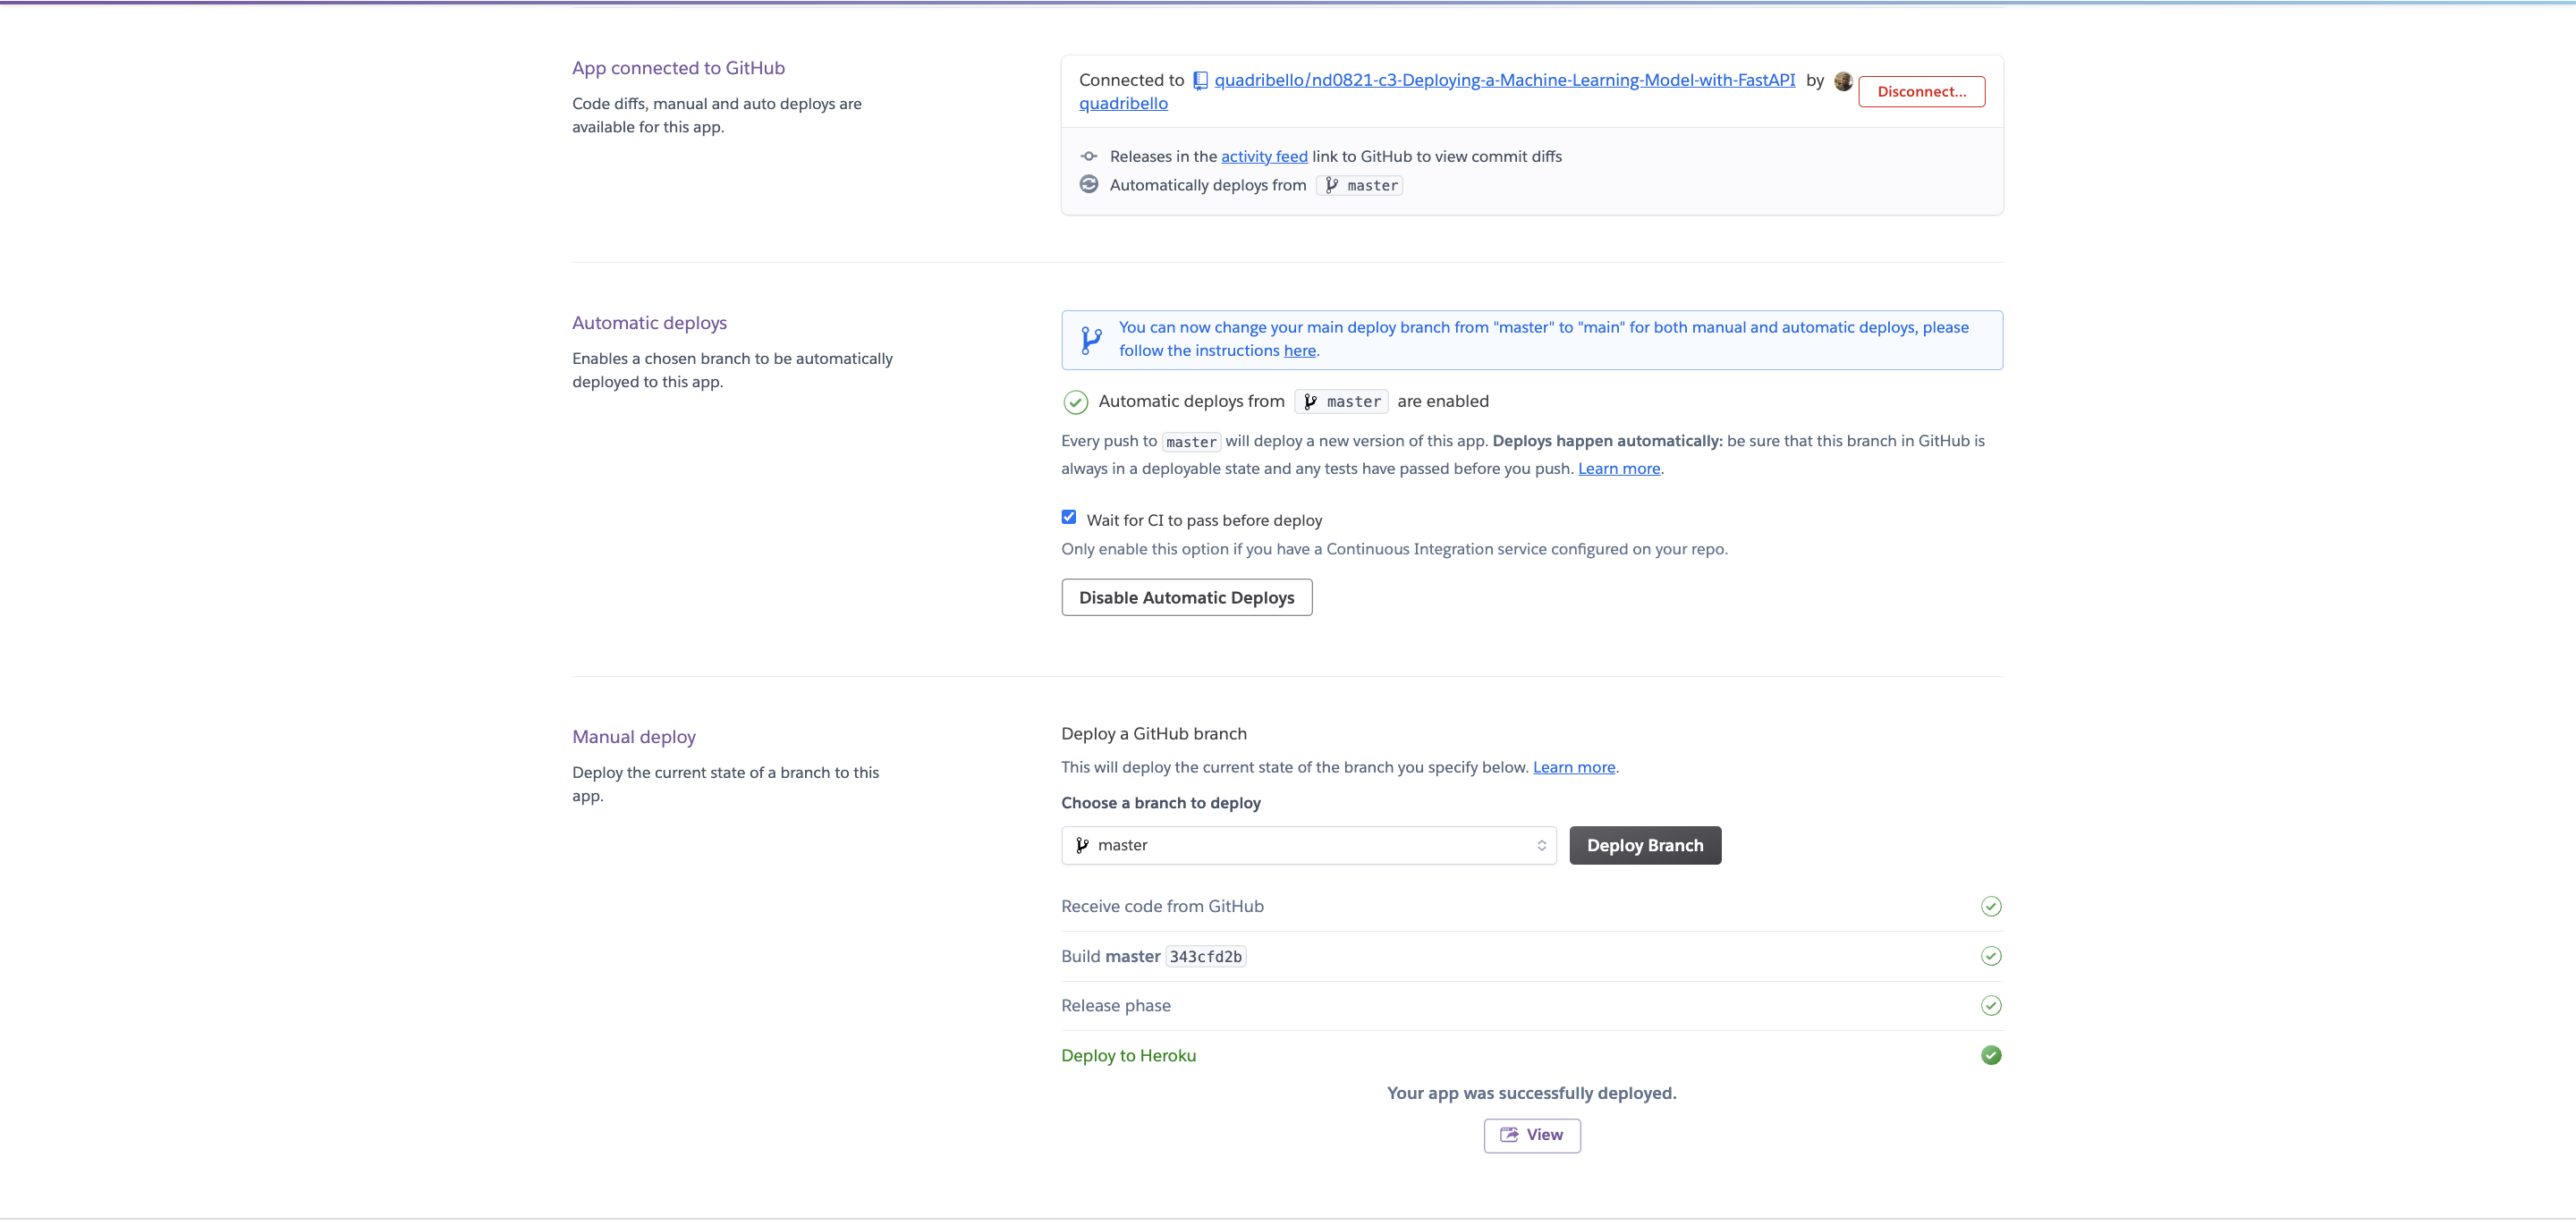 App connected to GitHub
Code diffs, manual and auto deploys are
available for this app.
Connected to quadribello/nd0821-c3-Deploying-a-Machine-Learning-Model-with-FastAPI by
quadribello
Disconnect...
Releases in the activity feed link to GitHub to view commit diffs
Automatically deploys from master
Automatic deploys
Enables a chosen branch to be automatically
deployed to this app.
You can now change your main deploy branch from "master" to "main" for both manual and automatic deploys, please
follow the instructions here.
Automatic deploys from master are enabled
Every push to master will deploy a new version of this app. Deploys happen automatically: be sure that this branch in GitHub is
always in a deployable state and any tests have passed before you push. Learn more.
Wait for CI to pass before deploy
Only enable this option if you have a Continuous Integration service configured on your repo.
Disable Automatic Deploys
Manual deploy
Deploy the current state of a branch to this
app.
Deploy a GitHub branch
This will deploy the current state of the branch you specify below. Learn more.
Choose a branch to deploy
master
Deploy Branch
Receive code from GitHub
Build master 343cfd2b
Release phase
Deploy to Heroku
Your app was successfully deployed.
View